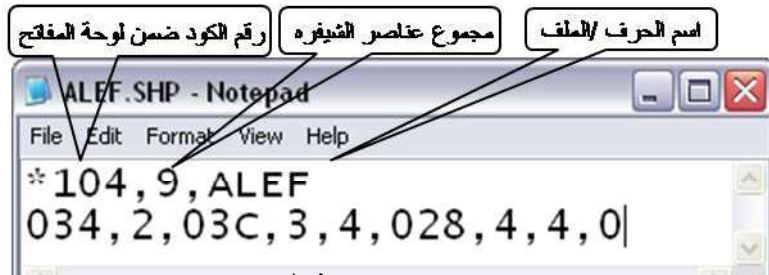 رقم الكود ضمن لوحة المفاتح
مجموع عناصر الشيفره
اسم الحرف /الملف
ALEF.SHP - Notepad
File Edit Format View Help
*104,9,ALEF
034,2,03C,3,4,028,4,4,0